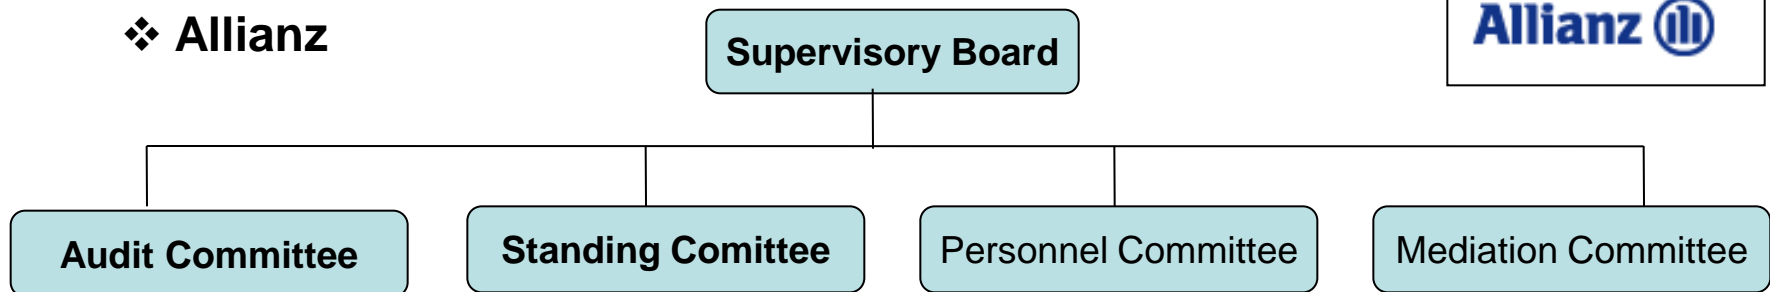 ❖ Allianz
Supervisory Board
Allianz
Audit Committee
Standing Comittee
Personnel Committee
Mediation Committee